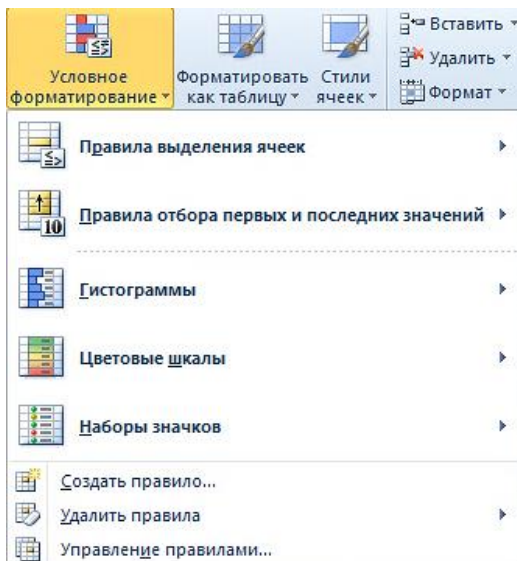 Условное форматирование
Форматировать как таблицу
Стили ячеек
Вставить
Удалить
Формат
Правила выделения ячеек
Правила отбора первых и последних значений
Гистограммы
Цветовые шкалы
Наборы значков
Создать правило...
Удалить правила
Управление правилами...